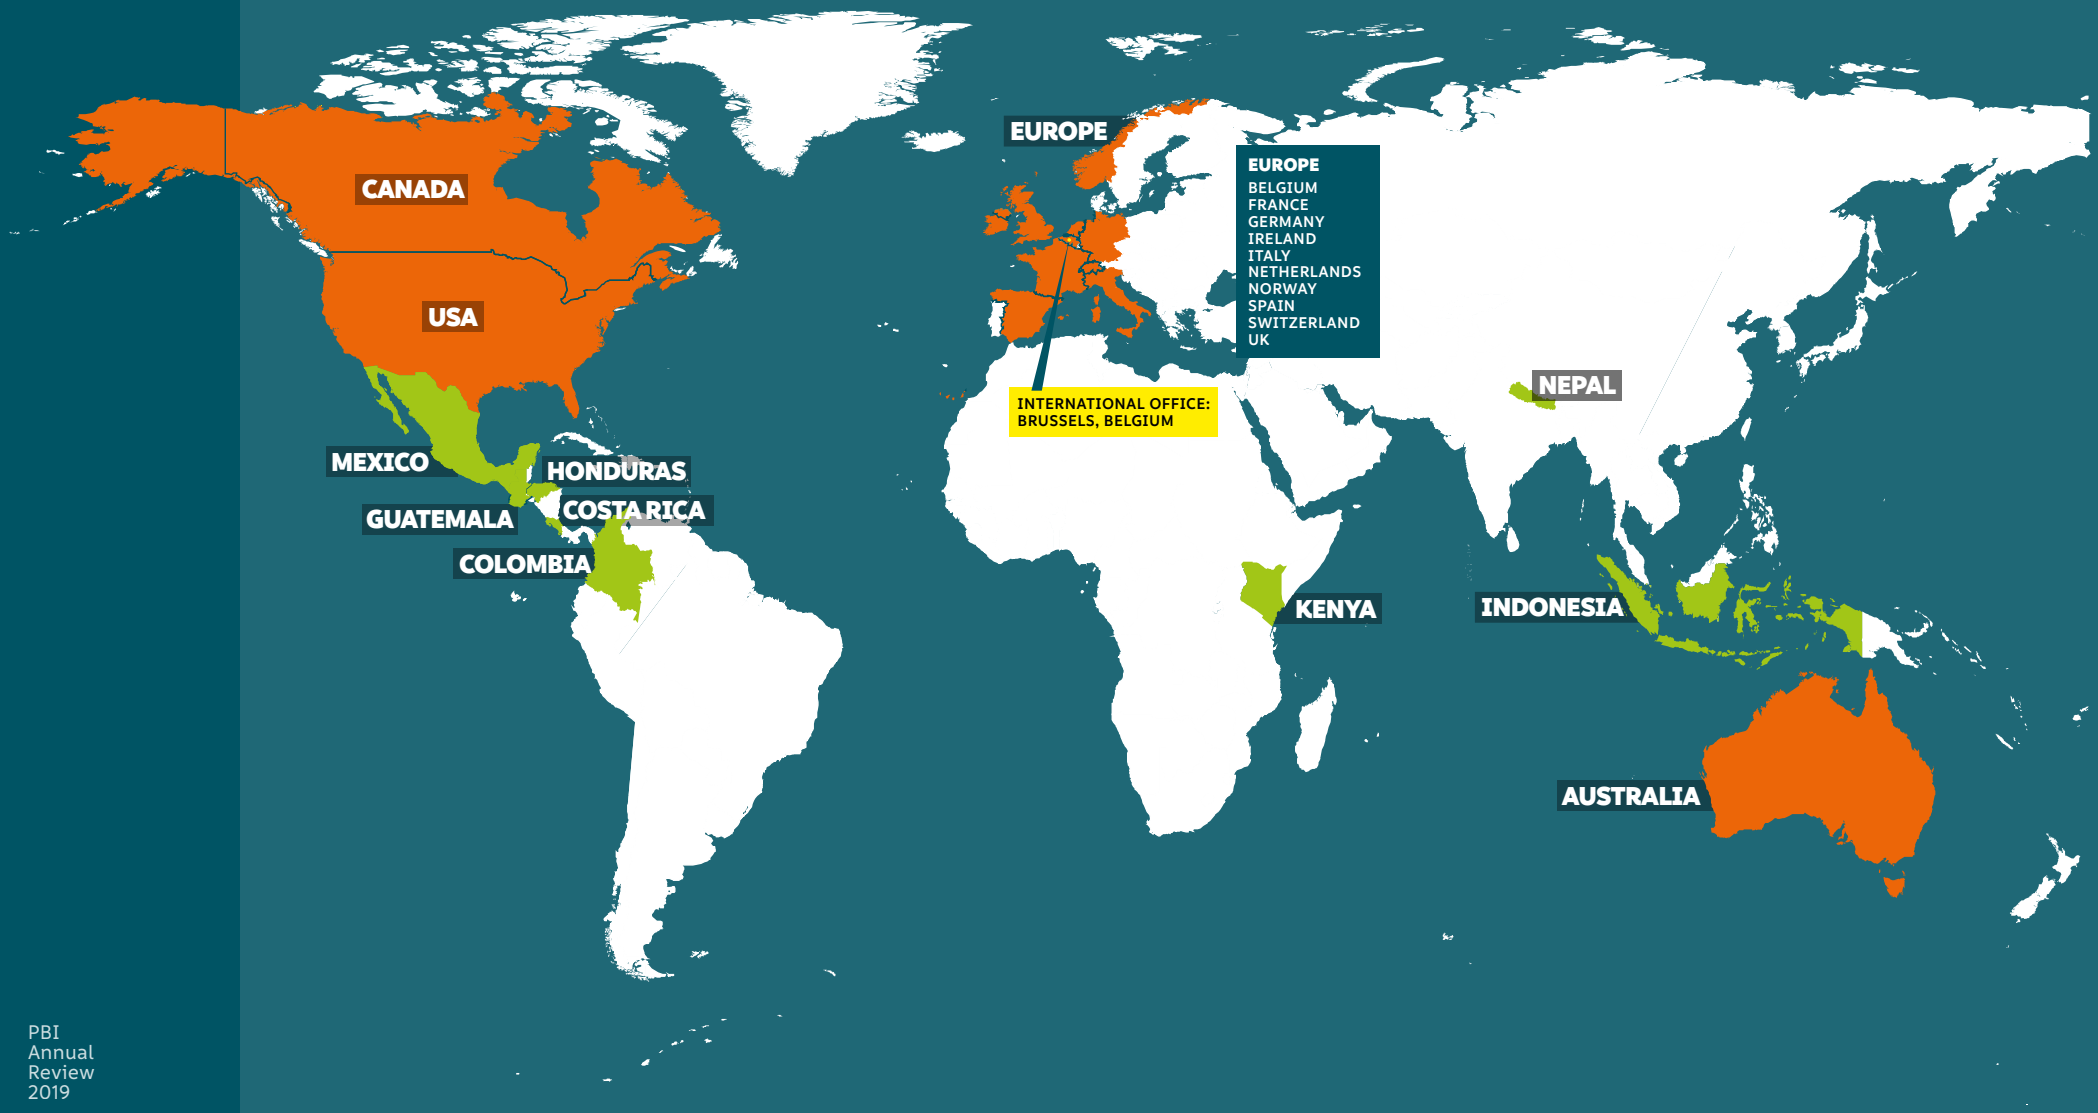 EUROPE
EUROPE
BELGIUM
FRANCE
GERMANY
IRELAND
ITALY
NETHERLANDS
NORWAY
SPAIN
SWITZERLAND
UK
CANADA
USA
INTERNATIONAL OFFICE:
BRUSSELS, BELGIUM
NEPAL
MEXICO
HONDURAS
GUATEMALA
COSTA RICA
COLOMBIA
KENYA
INDONESIA
AUSTRALIA
PBI
Annual
Review
2019